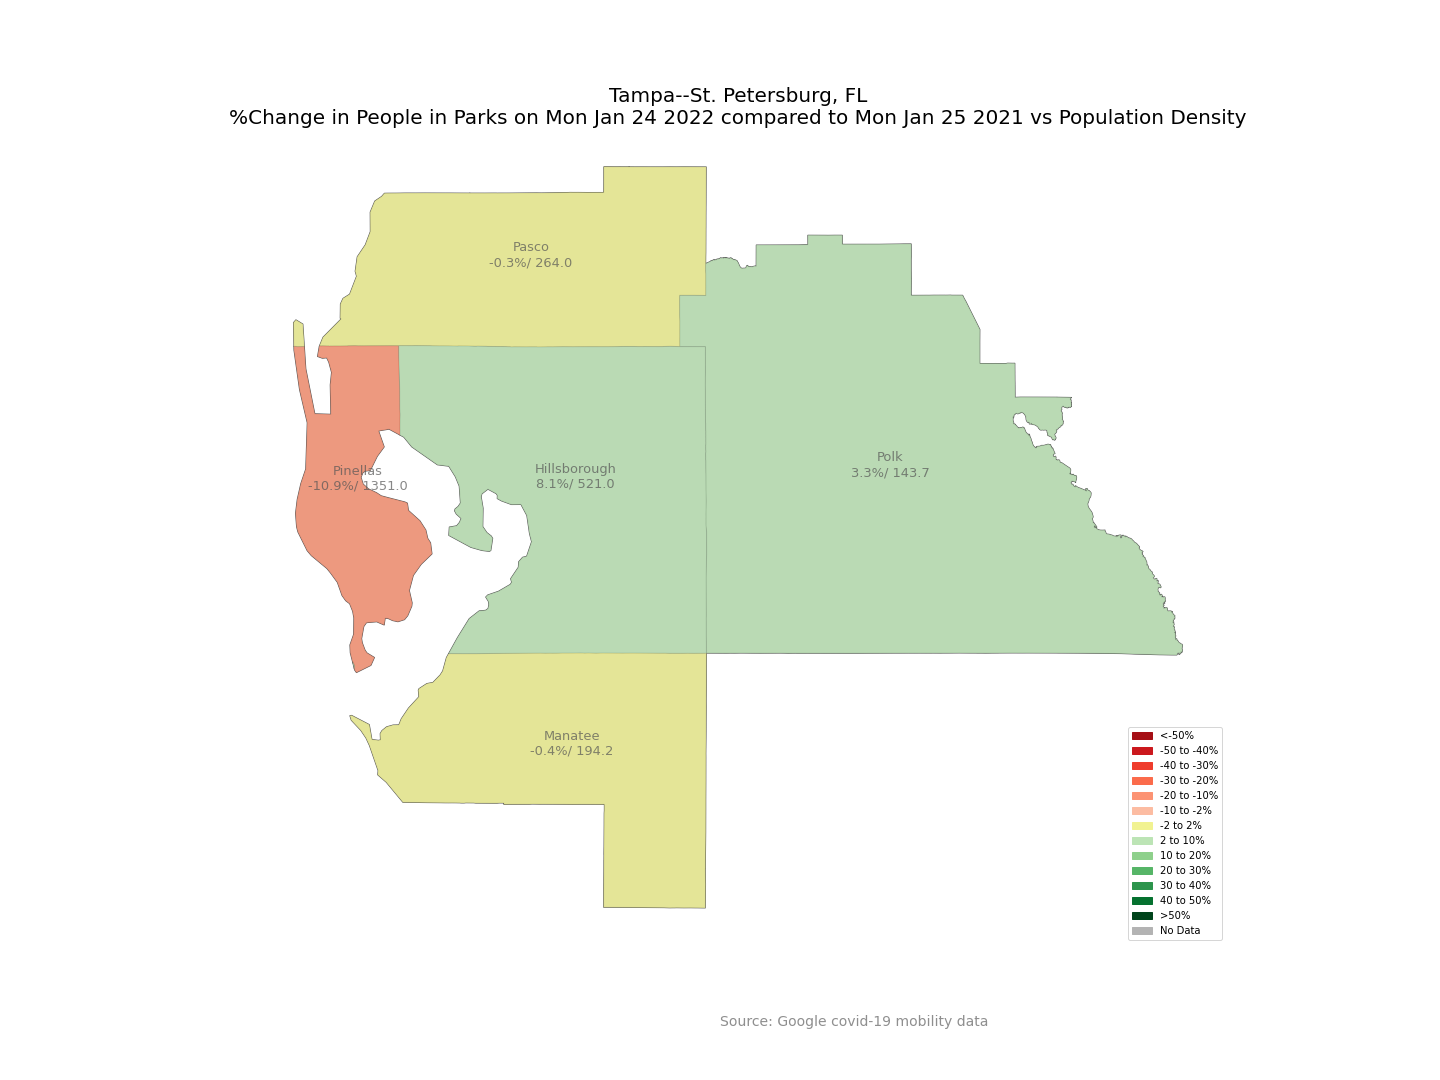 Tampa--St. Petersburg, FL
%Change in People in Parks on Mon Jan 24 2022 compared to Mon Jan 25 2021 vs Population Density
Pasco
-0.3%/ 264.0
Pinellas
-10.9%/ 1351.0
Hillsborough
8.1%/ 521.0
Polk
3.3%/ 143.7
Manatee
-0.4%/ 194.2
<-50%
-50 to -40%
-40 to -30%
-30 to -20%
-20 to -10%
-10 to -2%
-2 to 2%
2 to 10%
10 to 20%
20 to 30%
30 to 40%
40 to 50%
>50%
No Data
Source: Google covid-19 mobility data